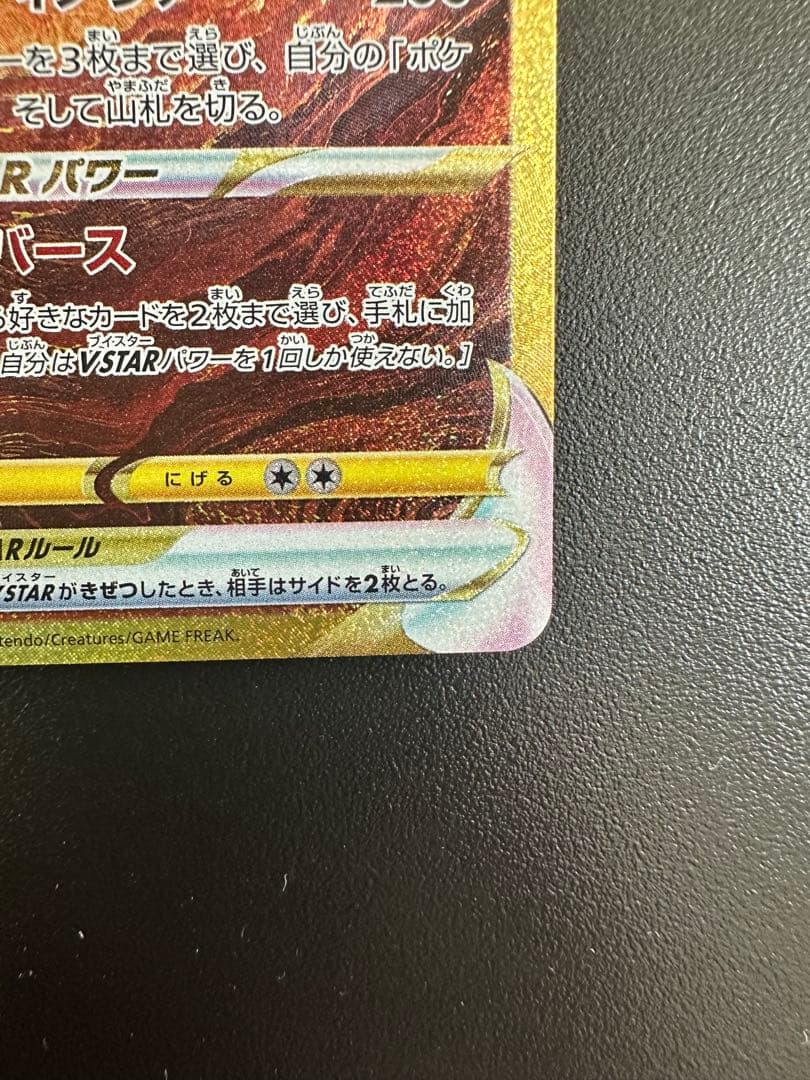 ーを3枚まで選び、自分の「ポケ
そして山札を切る。
Rパワー
バース
好きなカードを2枚まで選び、手札に加
自分はVSTARパワーを1回しか使えない。]
にげる
ARルール
VSTARがきぜつしたとき、相手はサイドを2枚とる。
tendo/Creatures/GAME FREAK.